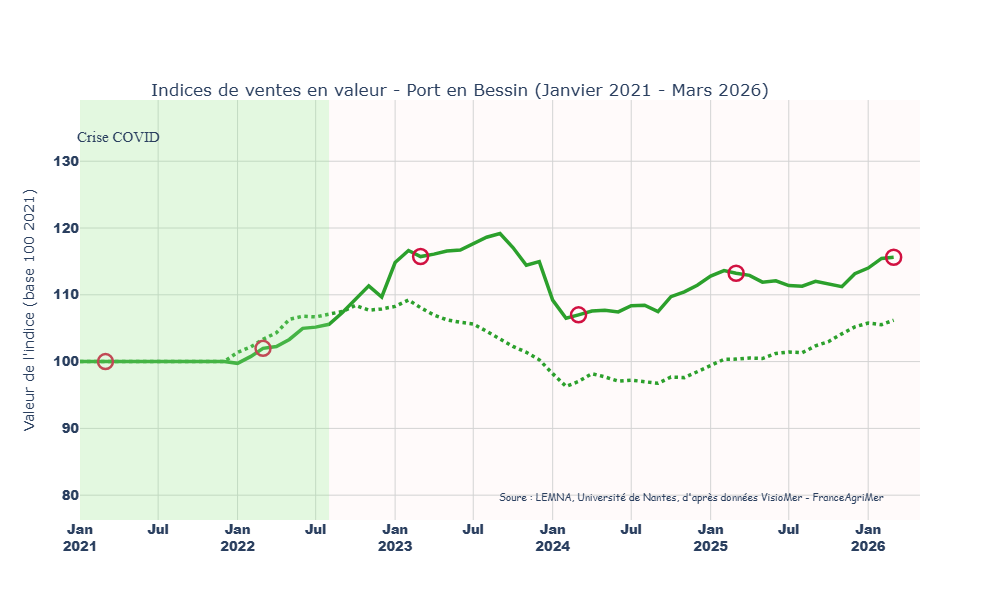 Indices de ventes en valeur - Port en Bessin (Janvier 2021 - Mars 2026)
Crise COVID
Valeur de l'indice (base 100 2021)
130
120
110
100
90
80
Soure : LEMNA, Université de Nantes, d'après données VisioMer - FranceAgriMer
Jan Jul Jan Jul Jan Jul Jan Jul Jan Jul Jan
2021 2022 2023 2024 2025 2026